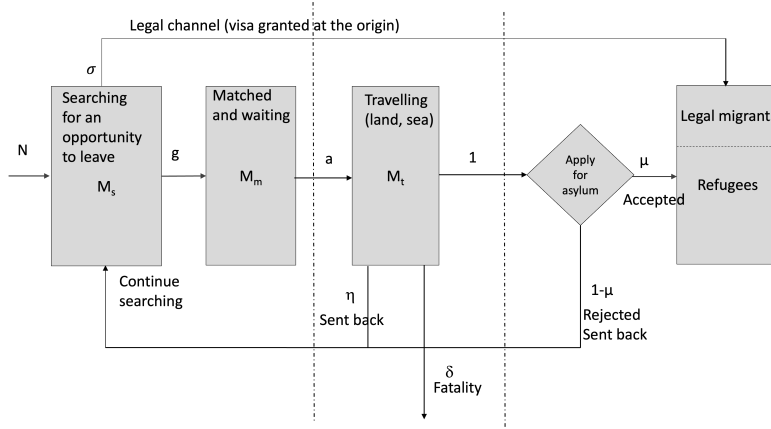 Legal channel (visa granted at the origin)
σ
Searching
for an
opportunity
to leave
M_s
Matched
and waiting
M_m
Travelling
(land, sea)
M_t
N
g
a
1
Apply
for
asylum
μ
Accepted
Legal migrant
Refugees
Continue
searching
η
Sent back
1-μ
Rejected
Sent back
δ
Fatality